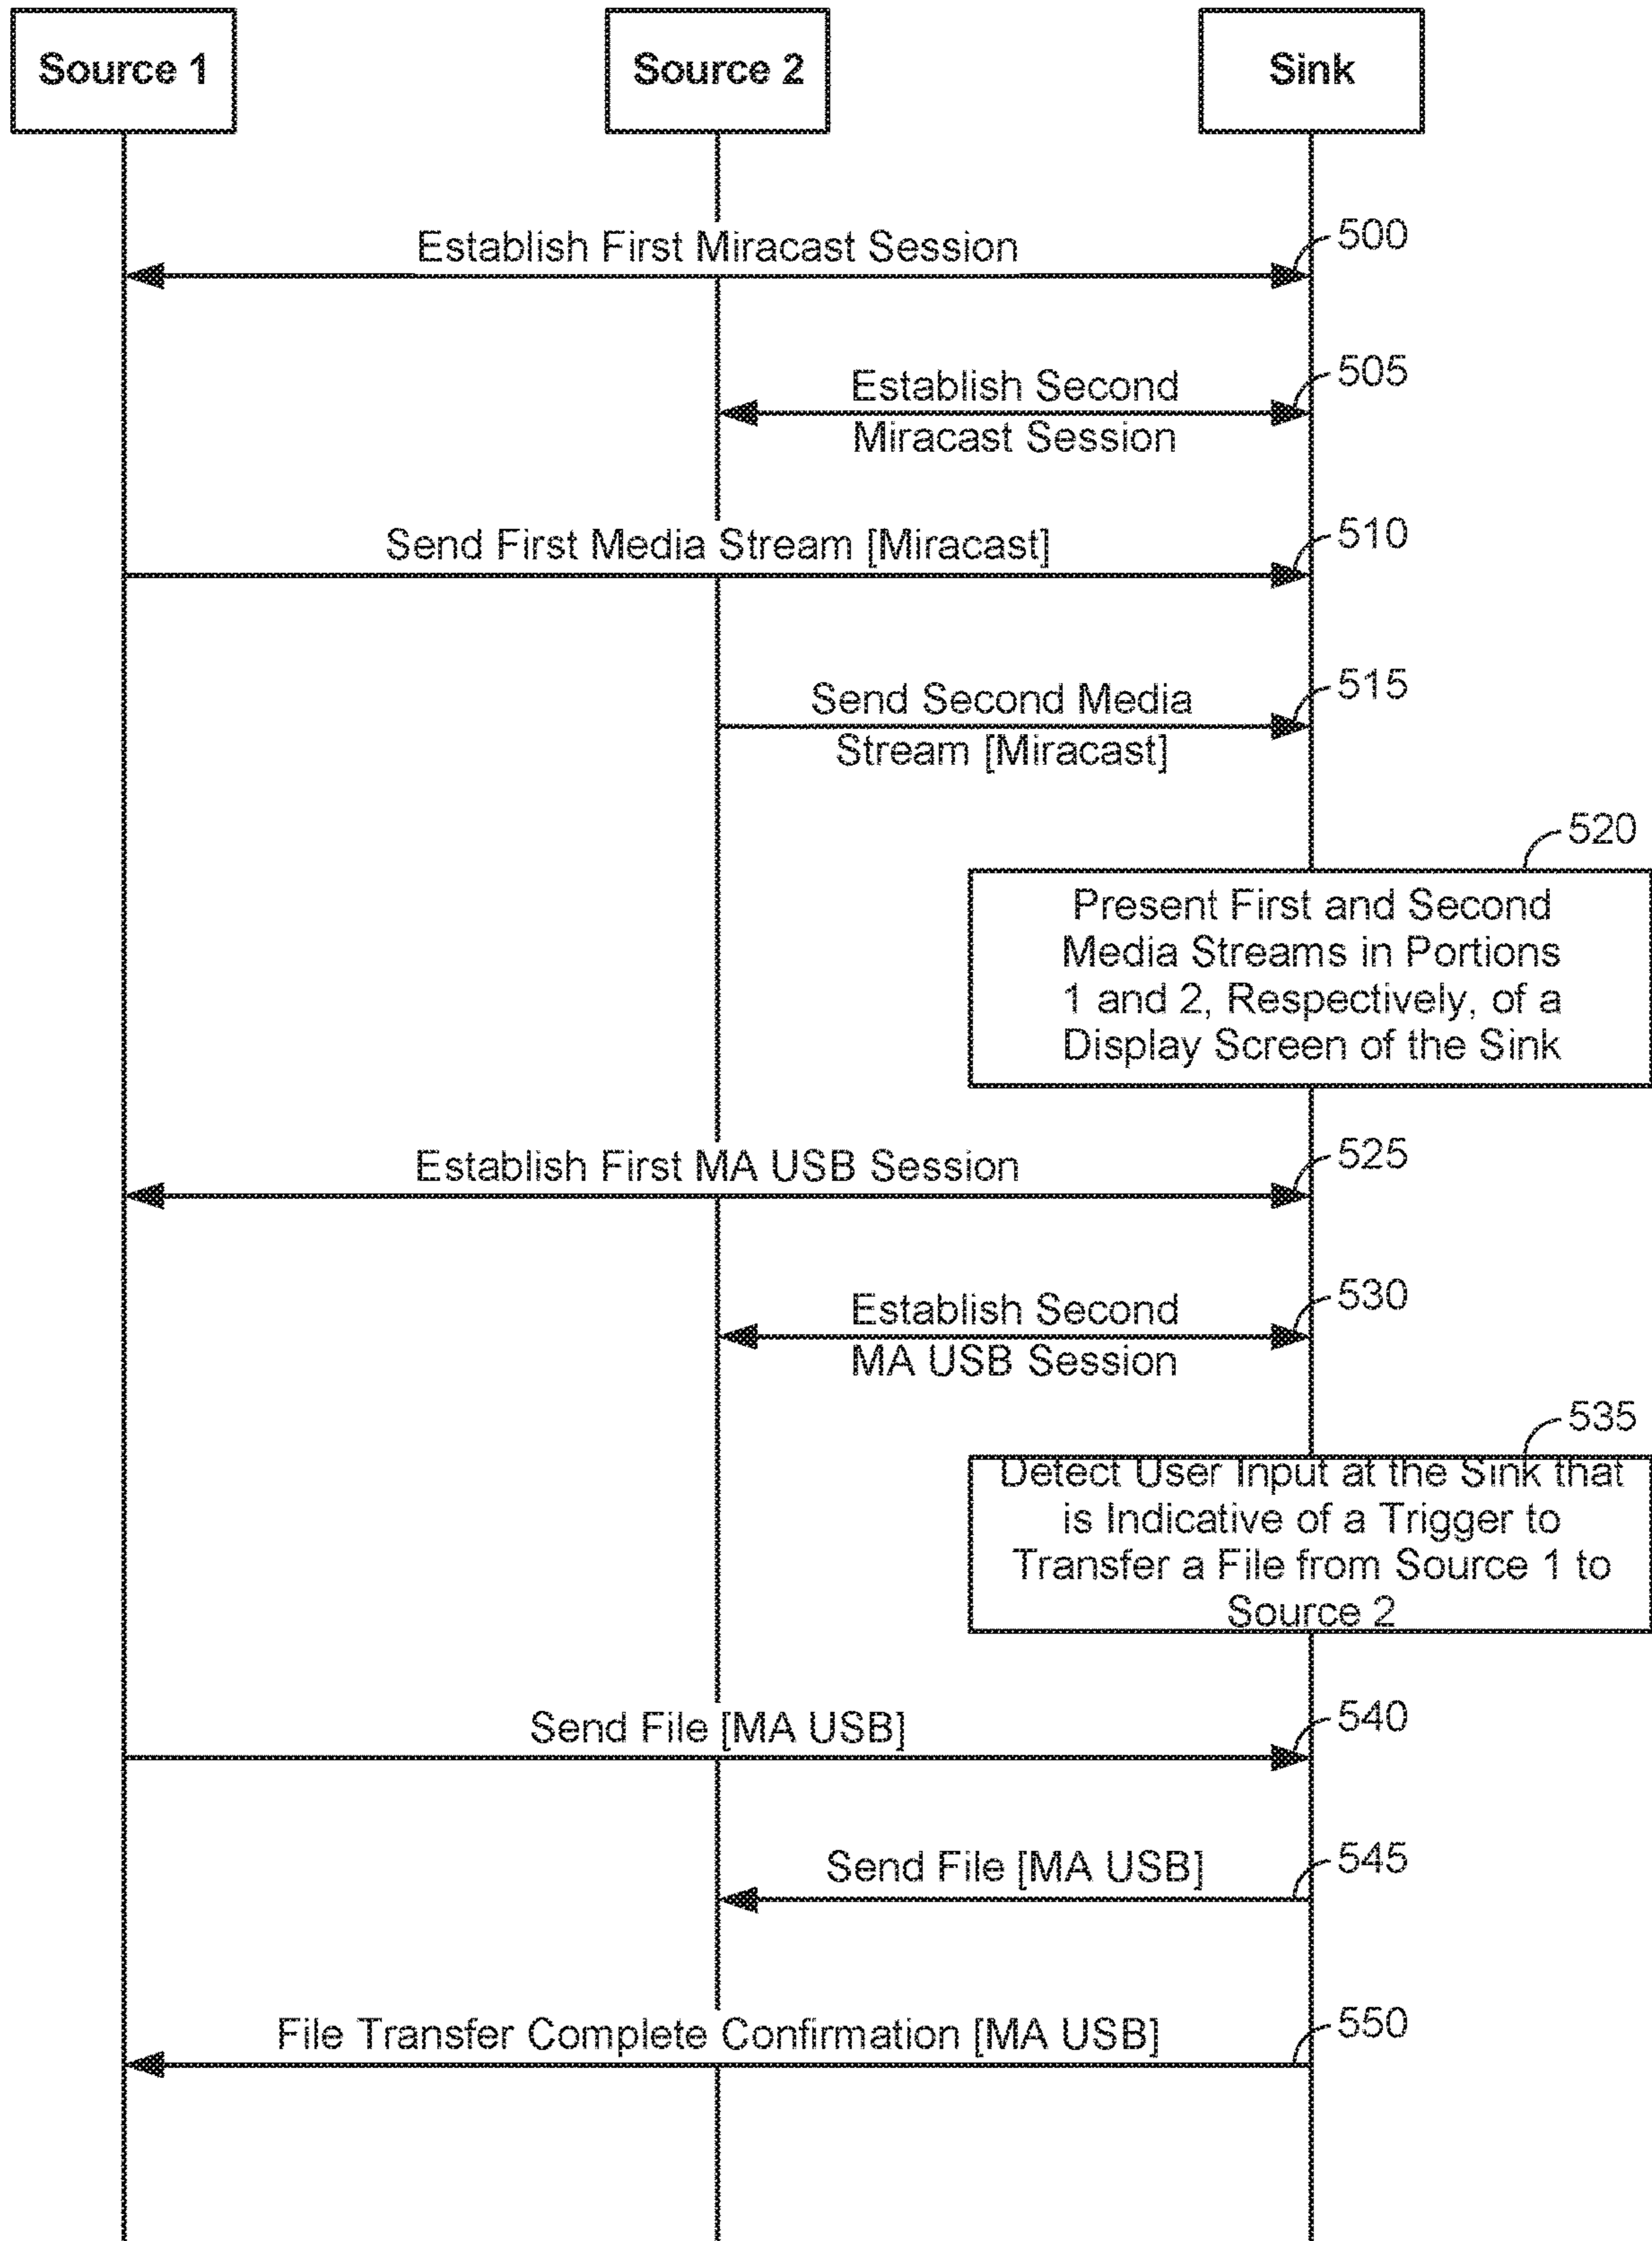 Source 1
Source 2
Sink
Establish First Miracast Session
500
Establish Second
Miracast Session
505
Send First Media Stream [Miracast]
510
Send Second Media
Stream [Miracast]
515
520
Present First and Second
Media Streams in Portions
1 and 2, Respectively, of a
Display Screen of the Sink
Establish First MA USB Session
525
Establish Second
MA USB Session
530
535
Detect User Input at the Sink that
is Indicative of a Trigger to
Transfer a File from Source 1 to
Source 2
Send File [MA USB]
540
Send File [MA USB]
545
File Transfer Complete Confirmation [MA USB]
550